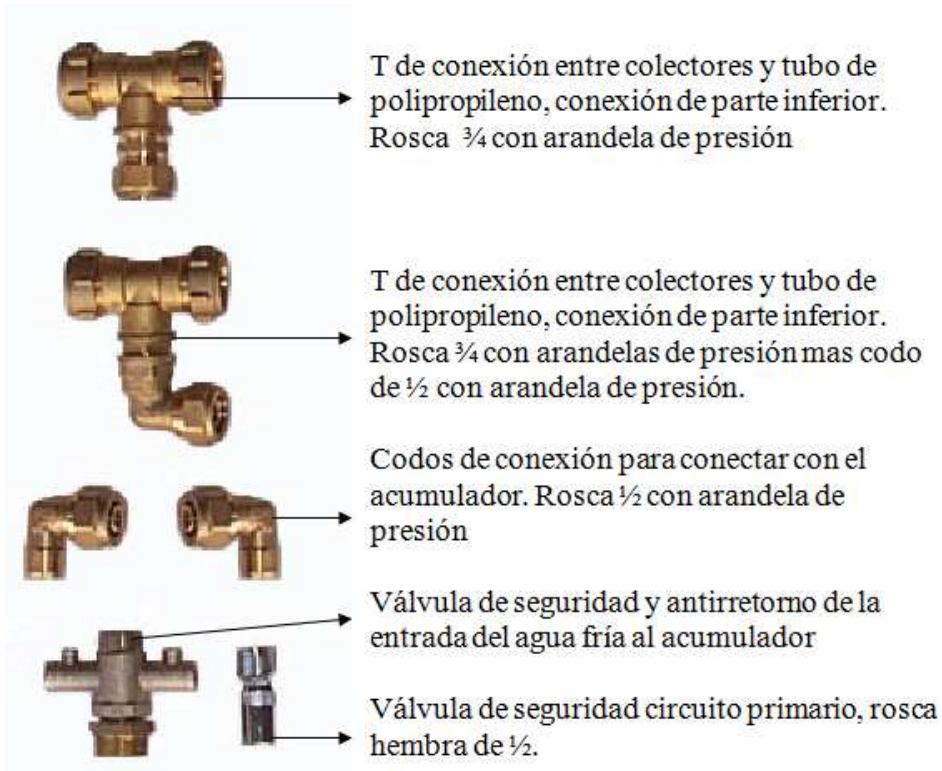 T de conexión entre colectores y tubo de
polipropileno, conexión de parte inferior.
Rosca ¾ con arandela de presión
T de conexión entre colectores y tubo de
polipropileno, conexión de parte inferior.
Rosca ¾ con arandelas de presión mas codo
de ½ con arandela de presión.
Codos de conexión para conectar con el
acumulador. Rosca ½ con arandela de
presión
Válvula de seguridad y antirretorno de la
entrada del agua fría al acumulador
Válvula de seguridad circuito primario, rosca
hembra de ½.